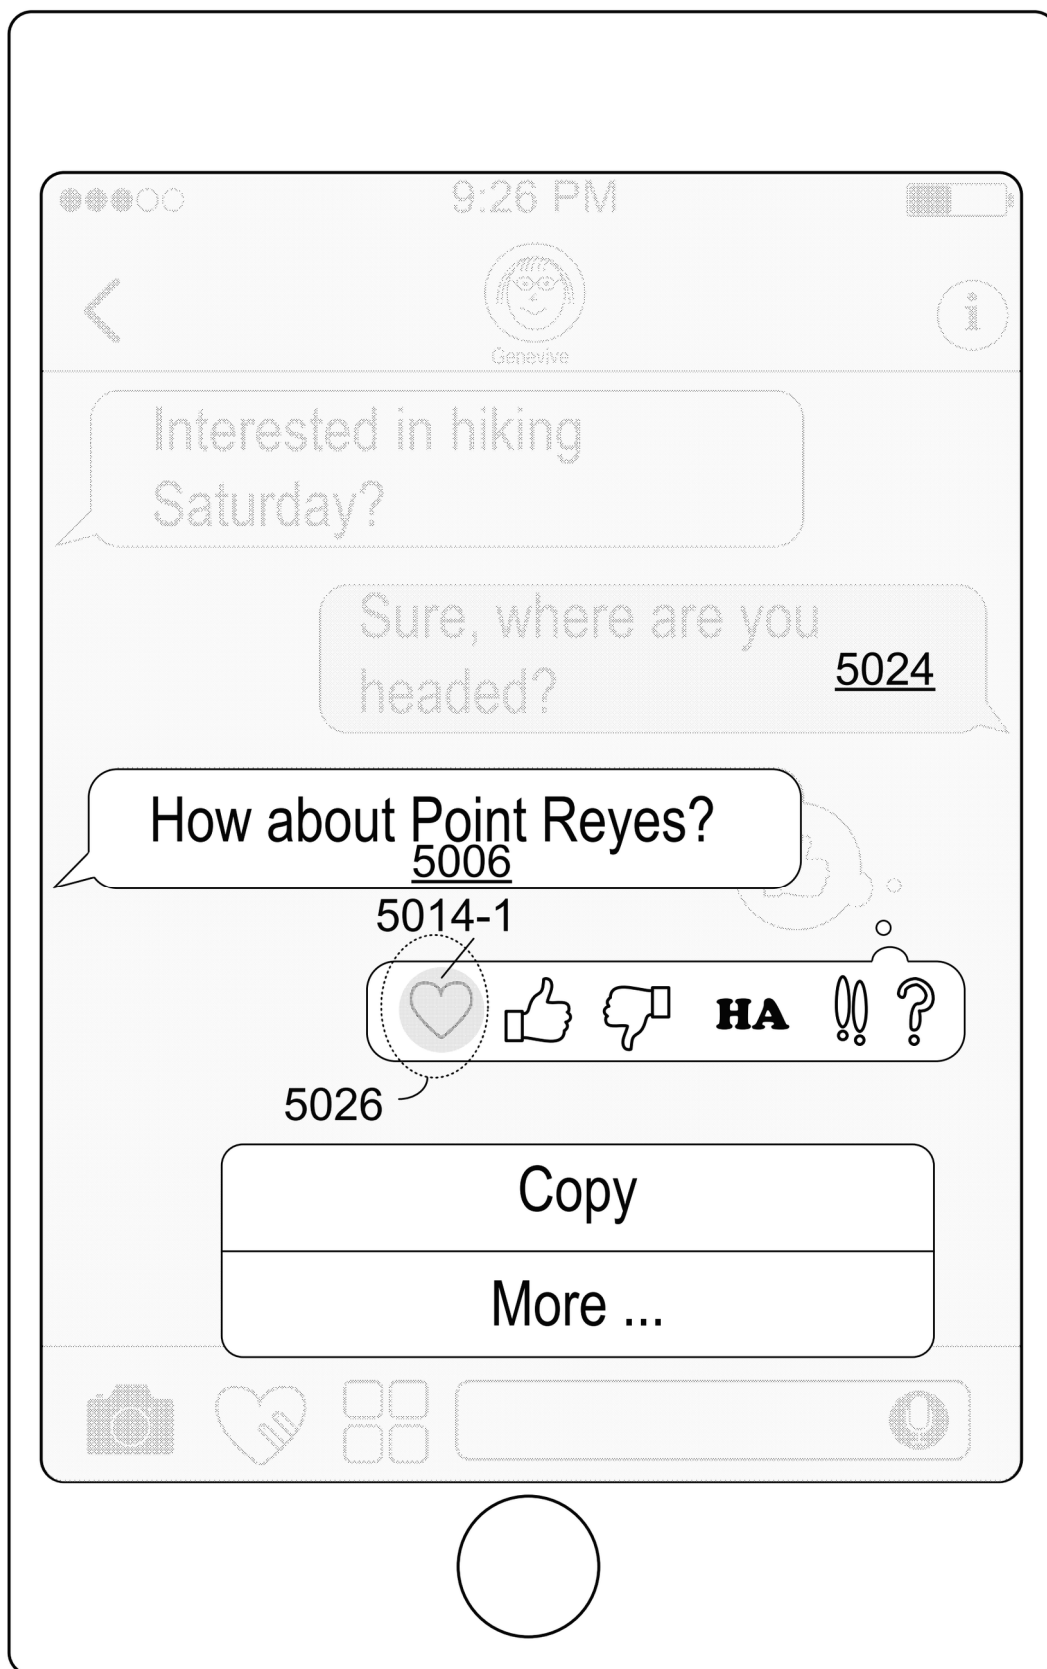 9:26 PM
i
Genevive
Interested in hiking
Saturday?
Sure, where are you
headed?
5024
How about Point Reyes?
5006
5014-1
HA
!!
?
5026
Copy
More ...